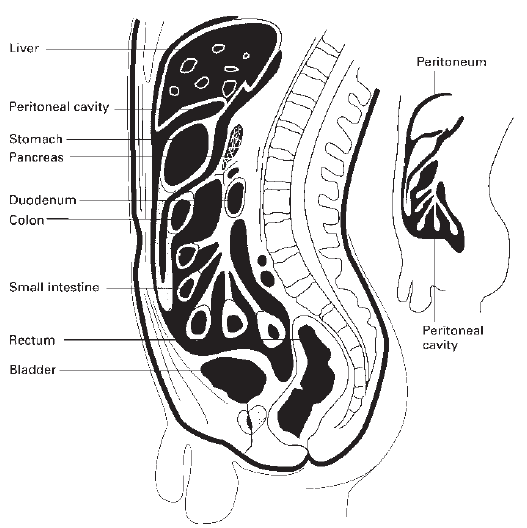 Liver
Peritoneal cavity
Stomach
Pancreas
Duodenum
Colon
Small intestine
Rectum
Bladder
Peritoneum
Peritoneal
cavity